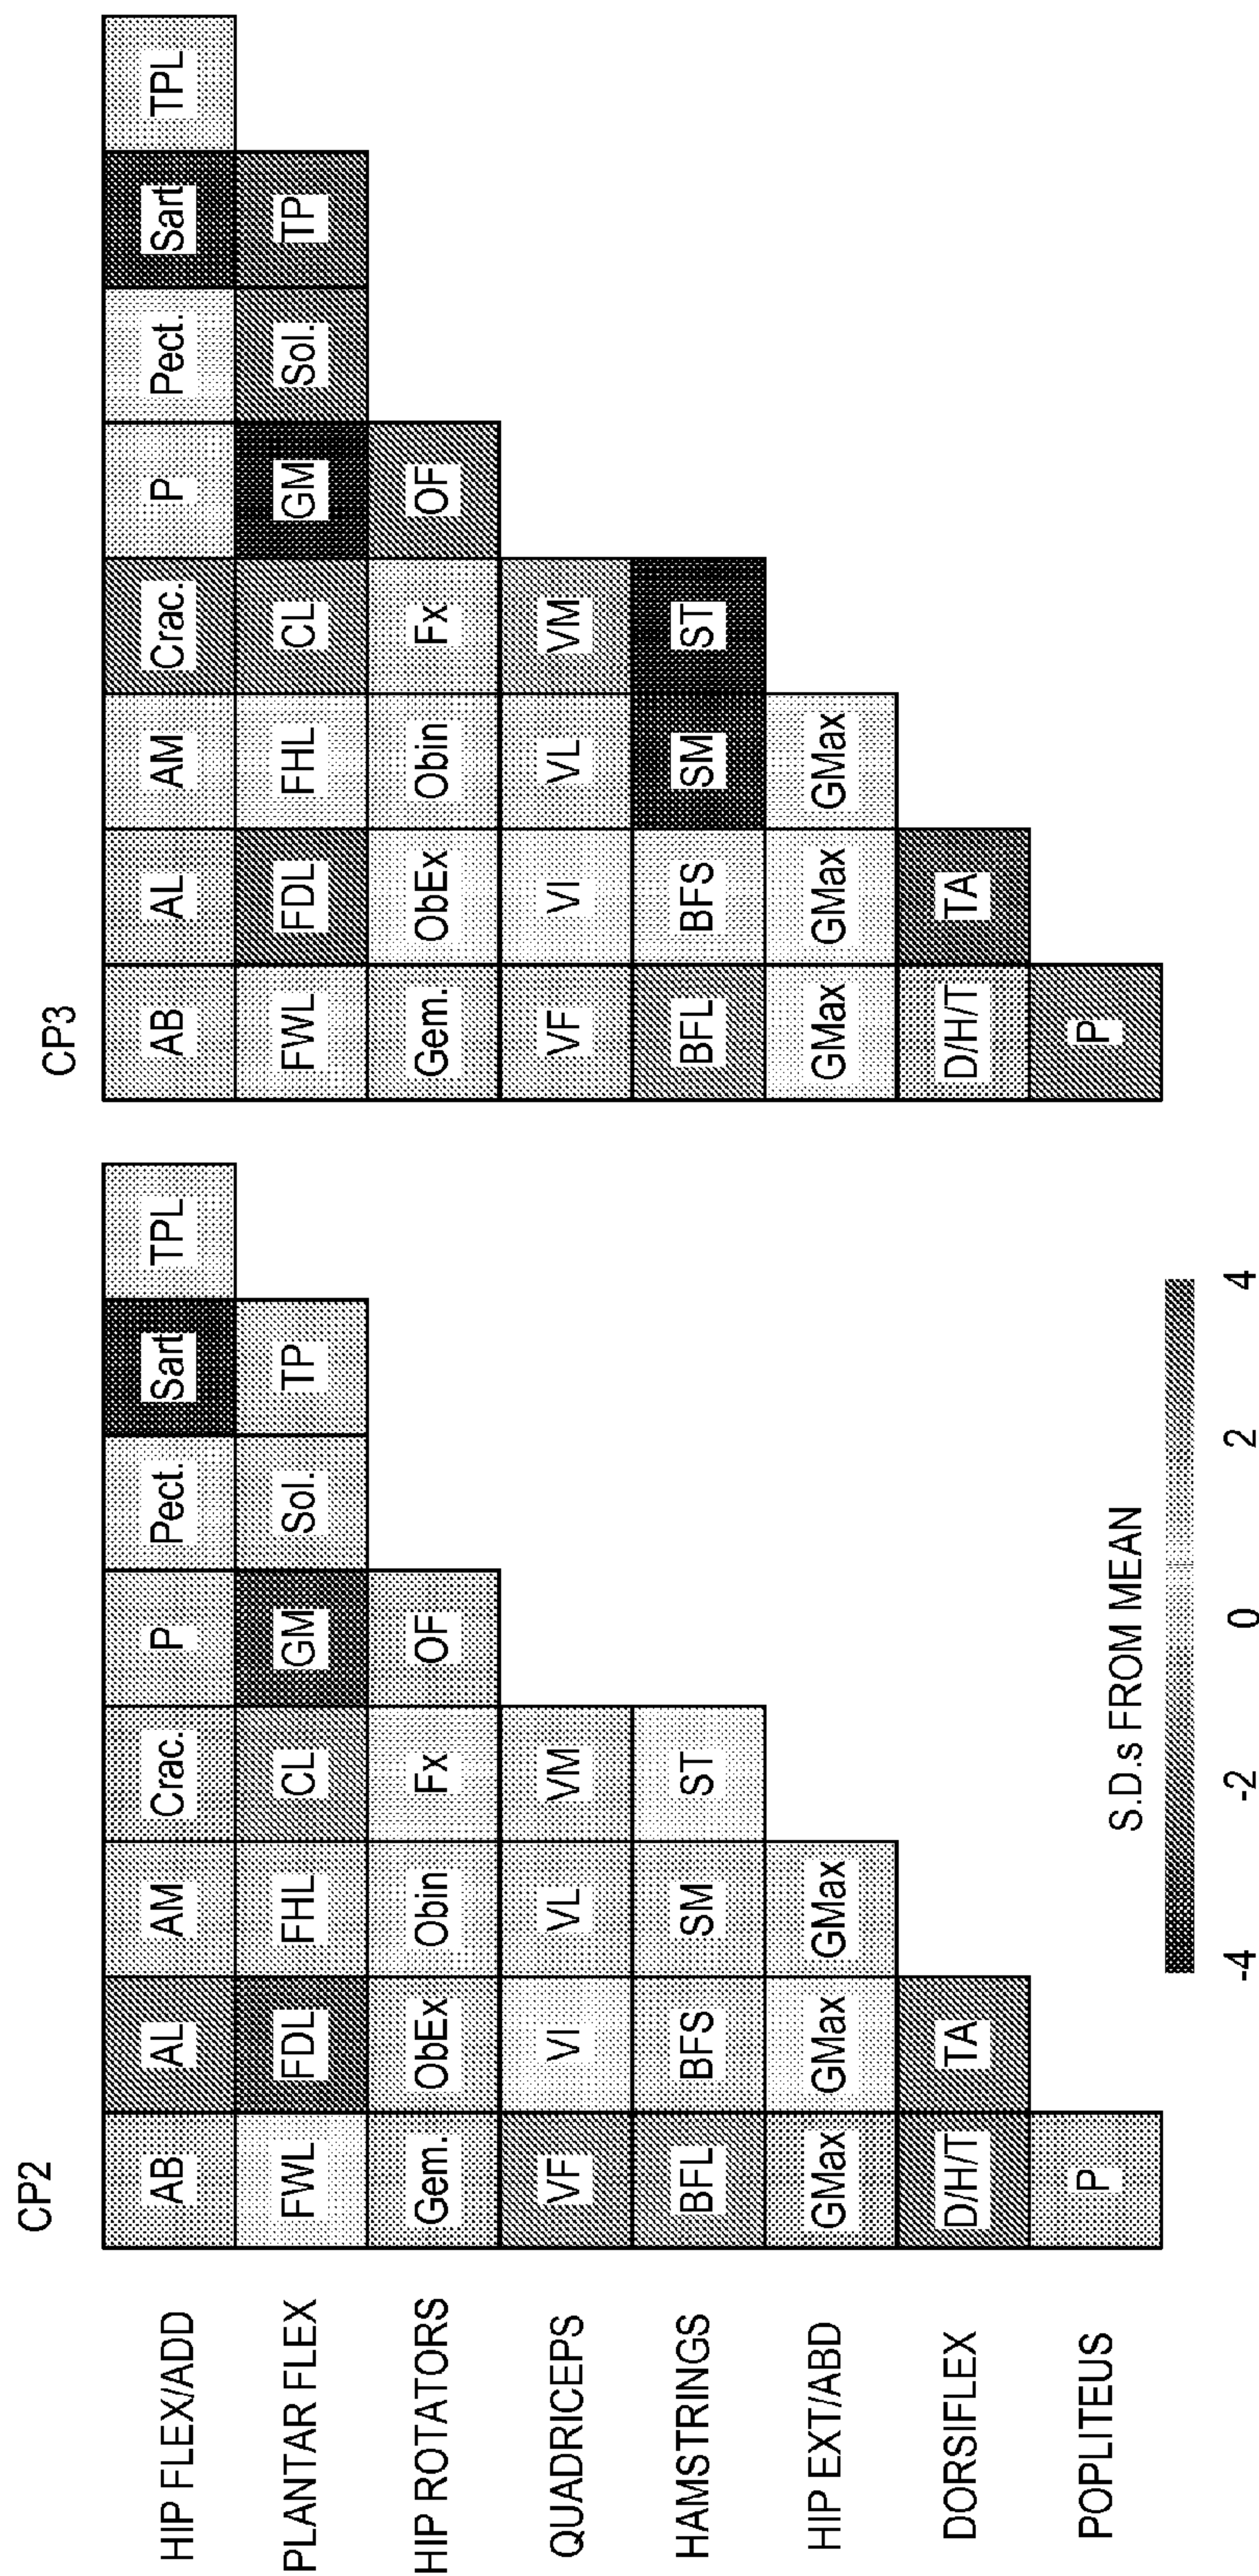 CP2
CP3
HIP FLEX/ADD AB AL AM Crac. P Pect. Sart TPL AB AL AM Crac. P Pect. Sart TPL
PLANTAR FLEX FWL FDL FHL CL GM Sol. TP FWL FDL FHL CL GM Sol. TP
HIP ROTATORS Gem. ObEx Obin Fx OF Gem. ObEx Obin Fx OF
QUADRICEPS VF VI VL VM VF VI VL VM
HAMSTRINGS BFL BFS SM ST BFL BFS SM ST
HIP EXT/ABD GMax GMax GMax GMax GMax GMax
DORSIFLEX D/H/T TA D/H/T TA
POPLITEUS P P
S.D.s FROM MEAN
-4 -2 0 2 4